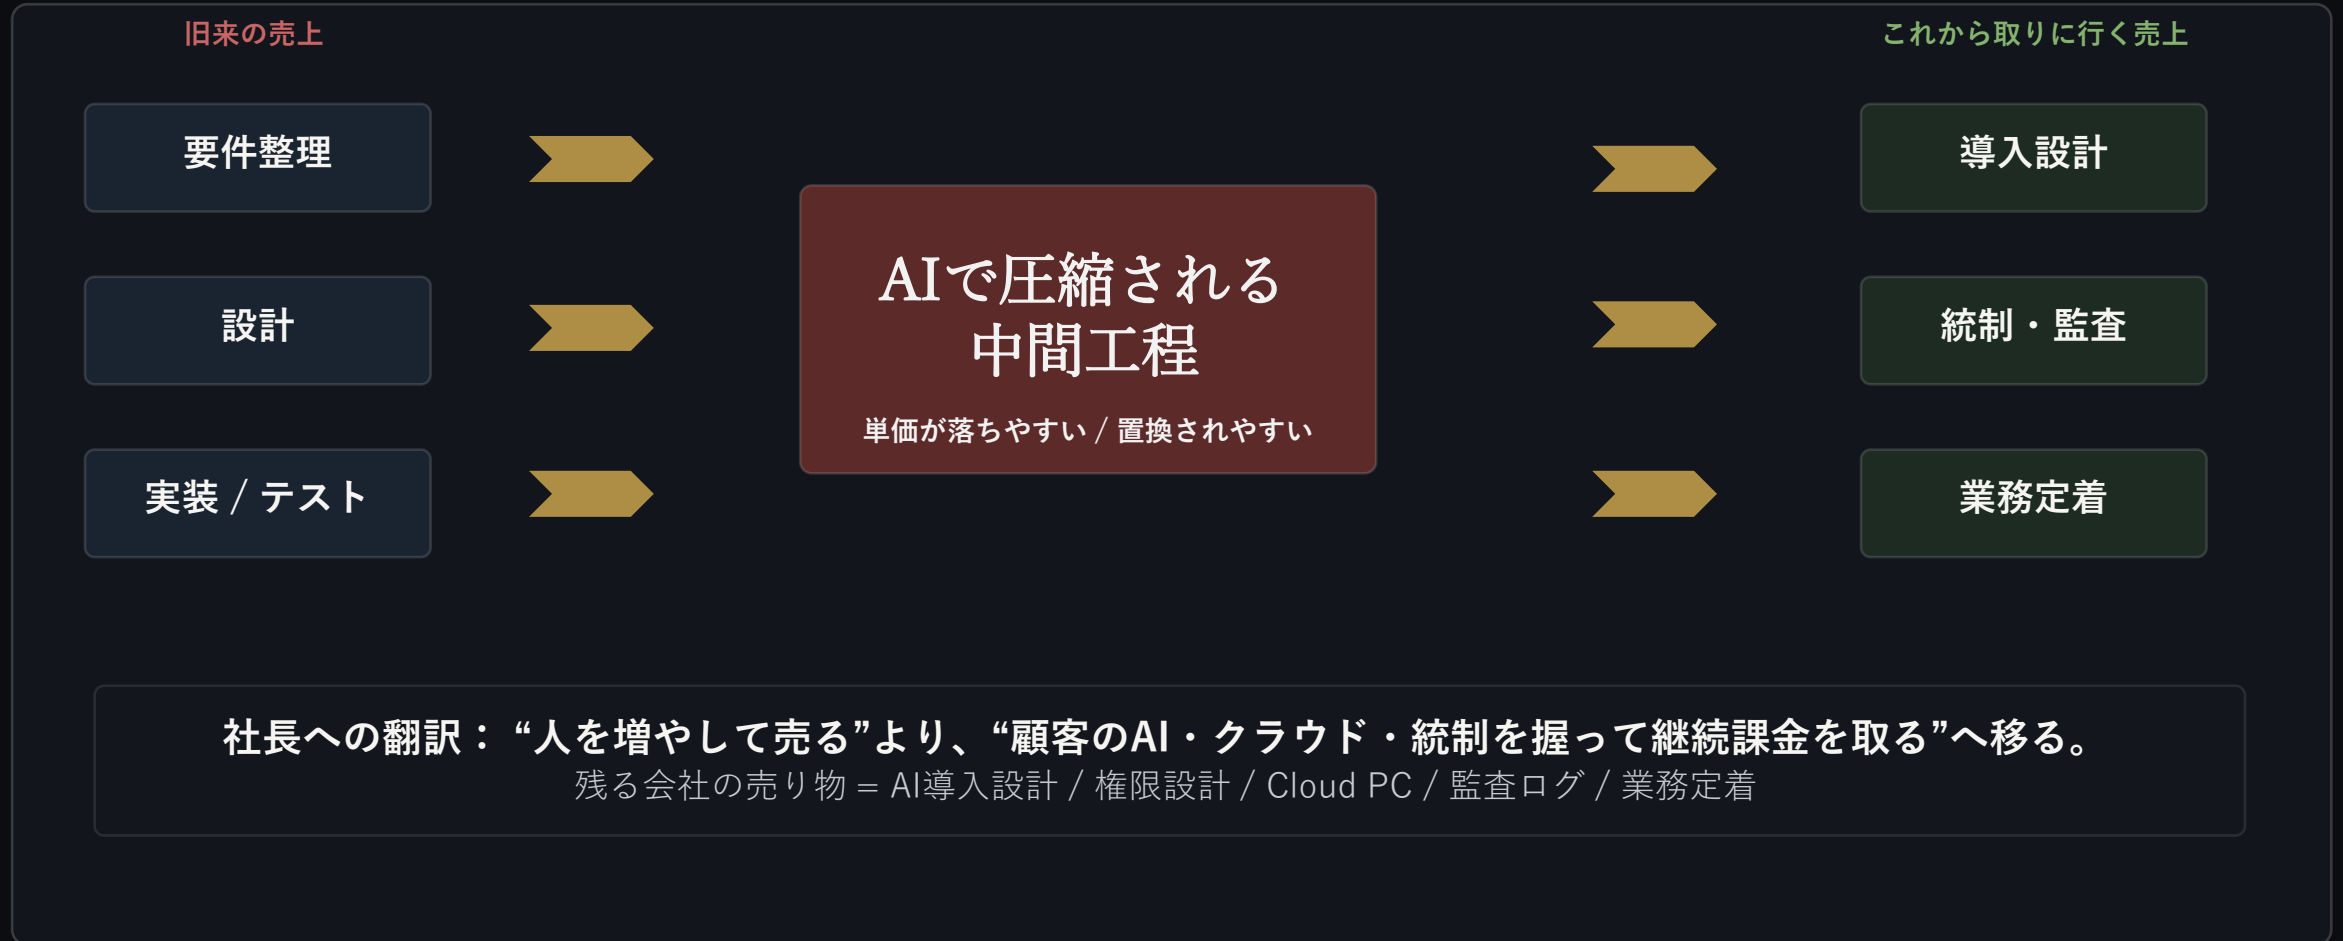 旧来の売上
これから取りに行く売上
要件整理
導入設計
AIで圧縮される
中間工程
設計
統制・監査
単価が落ちやすい / 置換されやすい
実装 / テスト
業務定着
社長への翻訳： “人を増やして売る”より、“顧客のAI・クラウド・統制を握って継続課金を取る”へ移る。
残る会社の売り物 = AI導入設計 / 権限設計 / Cloud PC / 監査ログ / 業務定着